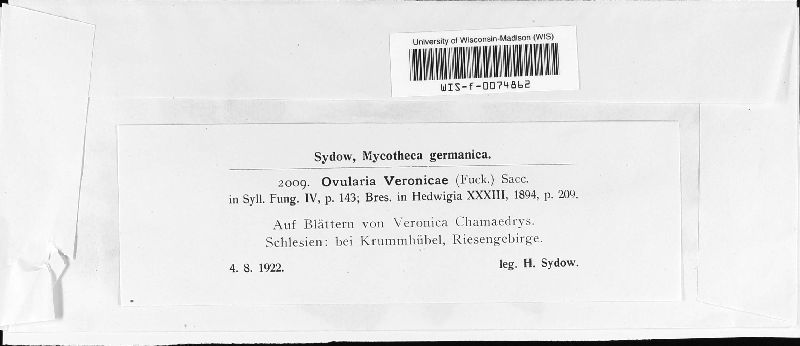 University of Wisconsin-Madison (WIS)
WIS-f-0074862
Sydow, Mycotheca germanica.
2009. Ovularia Veronicae (Fuck.) Sacc.
in Syll. Fung. IV, p. 143; Bres. in Hedwigia XXXIII, 1894, p. 209.
Auf Blättern von Veronica Chamaedrys.
Schlesien: bei Krummhübel, Riesengebirge.
4. 8. 1922. leg. H. Sydow.